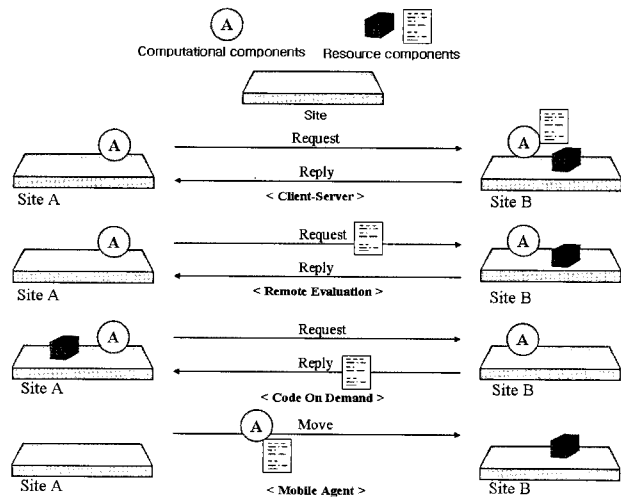 A
Computational components
Resource components
Site
A
Request
Reply
A
Site A
< Client-Server >
Site B
A
Request
Reply
A
Site A
< Remote Evaluation >
Site B
A
Request
Reply
A
Site A
< Code On Demand >
Site B
A
Move
Site A
< Mobile Agent >
Site B